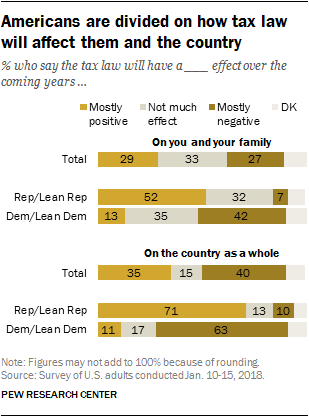 Americans are divided on how tax law
will affect them and the country
% who say the tax law will have a ___ effect over the
coming years ...
Mostly positive Not much effect Mostly negative DK
On you and your family
Total 29 33 27
Rep/Lean Rep 52 32 7
Dem/Lean Dem 13 35 42
On the country as a whole
Total 35 15 40
Rep/Lean Rep 71 13 10
Dem/Lean Dem 11 17 63
Note: Figures may not add to 100% because of rounding.
Source: Survey of U.S. adults conducted Jan. 10-15, 2018.
PEW RESEARCH CENTER